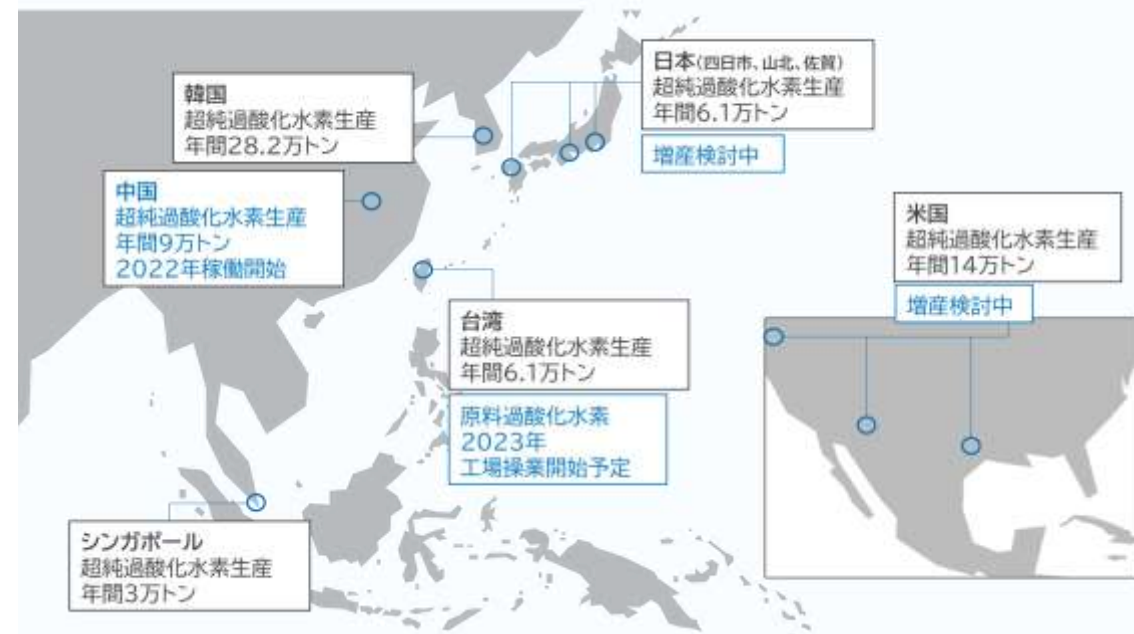 日本(四日市、山北、佐賀)
超純過酸化水素生産
年間6.1万トン
増産検討中
韓国
超純過酸化水素生産
年間28.2万トン
中国
超純過酸化水素生産
年間9万トン
2022年稼働開始
米国
超純過酸化水素生産
年間14万トン
増産検討中
台湾
超純過酸化水素生産
年間6.1万トン
原料過酸化水素
2023年
工場操業開始予定
シンガポール
超純過酸化水素生産
年間3万トン